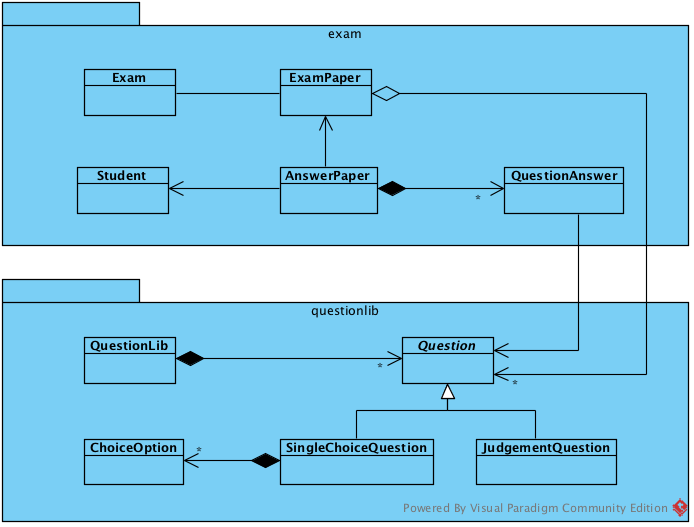 exam
Exam ExamPaper
Student AnswerPaper QuestionAnswer
*
questionlib
QuestionLib Question
*
*
ChoiceOption SingleChoiceQuestion JudgementQuestion
*
Powered By Visual Paradigm Community Edition